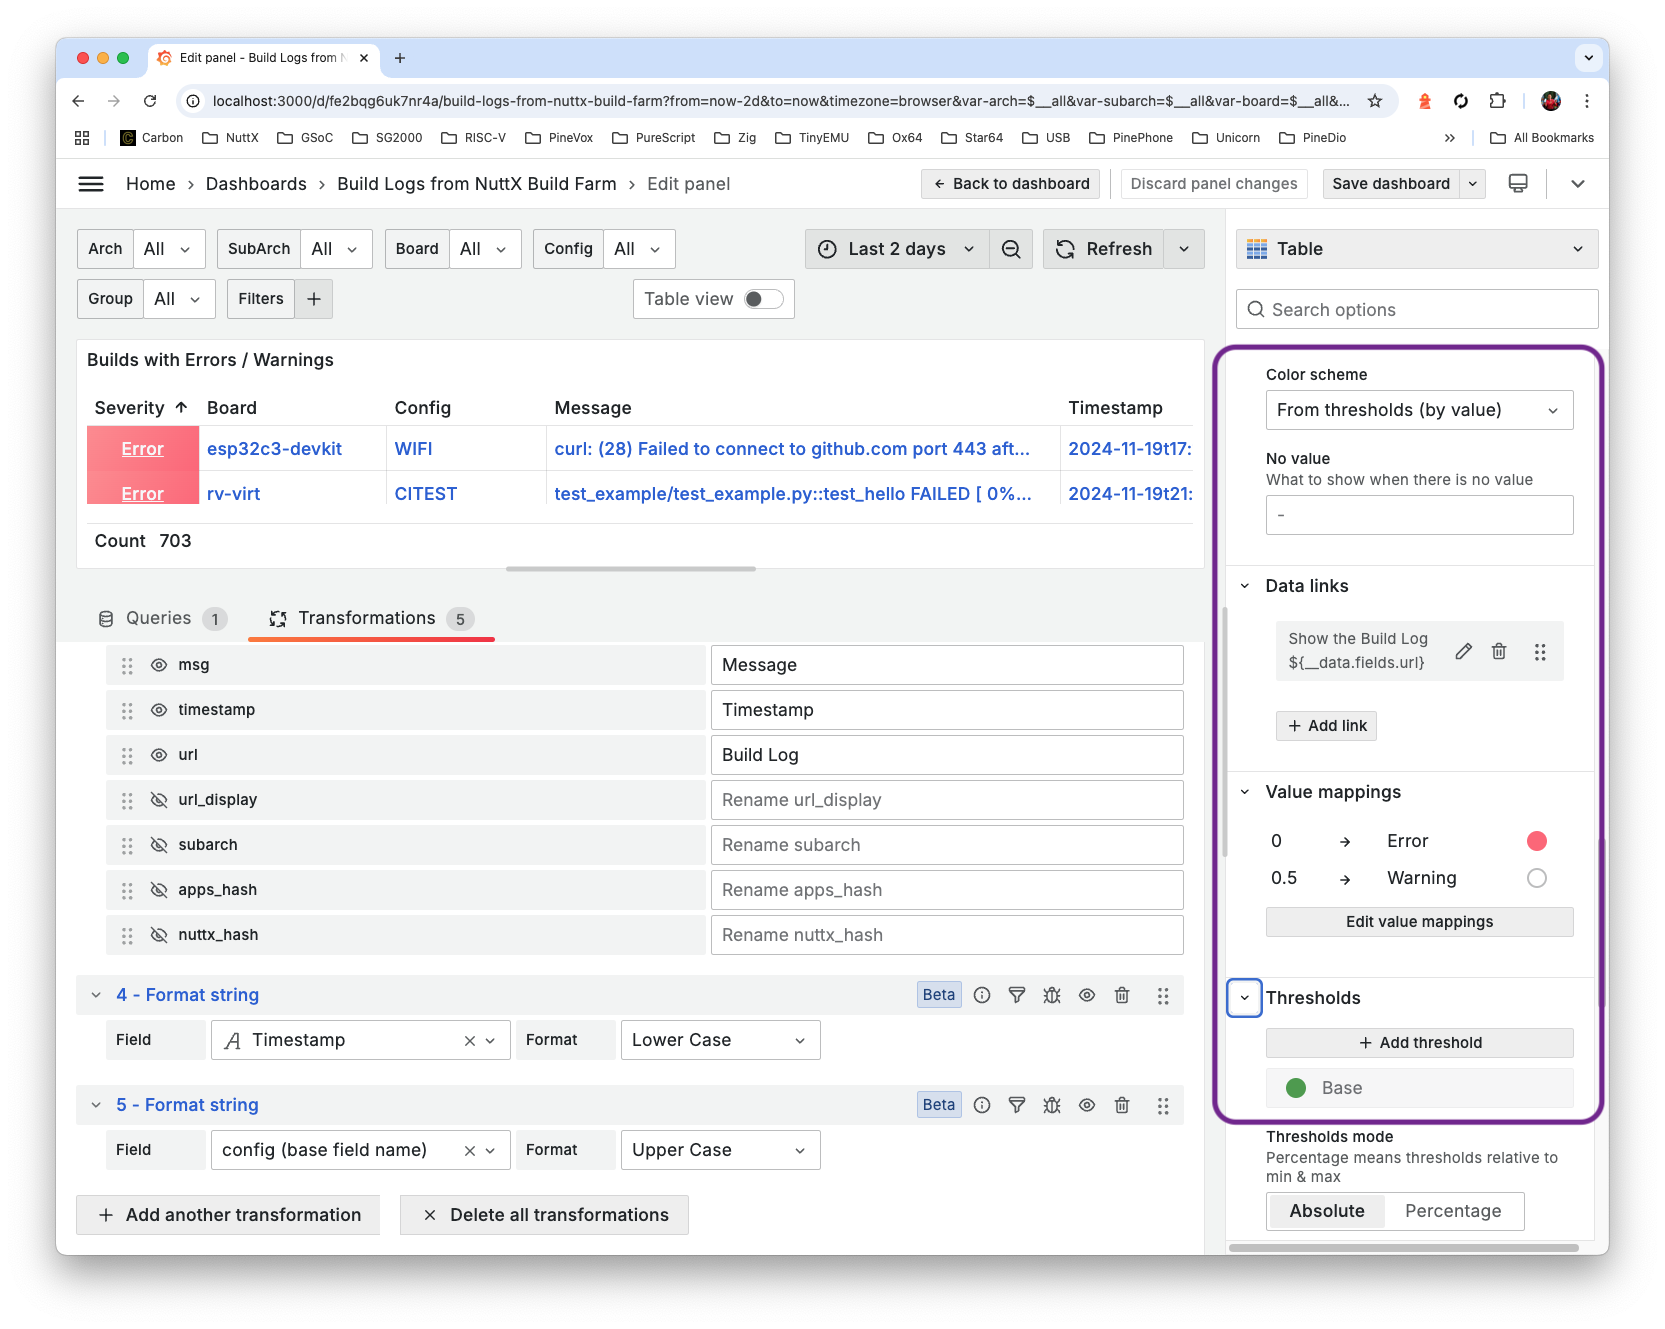 Edit panel - Build Logs from N
localhost:3000/d/fe2bqg6uk7nr4a/build-logs-from-nuttx-build-farm?from=now-2d&to=now&timezone=browser&var-arch=$__all&var-subarch=$__all&var-board=$__all&...
Carbon NuttX GSoC SG2000 RISC-V PineVox PureScript Zig TinyEMU Ox64 Star64 USB PinePhone Unicorn PineDio » All Bookmarks
Home › Dashboards › Build Logs from NuttX Build Farm › Edit panel
← Back to dashboard
Discard panel changes
Save dashboard
Arch All SubArch All Board All Config All
Last 2 days
Refresh
Group All Filters +
Table view
Builds with Errors / Warnings
Severity ↑ Board Config Message Timestamp
Error esp32c3-devkit WIFI curl: (28) Failed to connect to github.com port 443 aft... 2024-11-19t17:
Error rv-virt CITEST test_example/test_example.py::test_hello FAILED [ 0%... 2024-11-19t21:
Count 703
Queries 1
Transformations 5
msg Message
timestamp Timestamp
url Build Log
url_display Rename url_display
subarch Rename subarch
apps_hash Rename apps_hash
nuttx_hash Rename nuttx_hash
4 - Format string Beta
Field Timestamp Format Lower Case
5 - Format string Beta
Field config (base field name) Format Upper Case
+ Add another transformation
× Delete all transformations
Table
Search options
Color scheme
From thresholds (by value)
No value
What to show when there is no value
-
Data links
Show the Build Log
${__data.fields.url}
+ Add link
Value mappings
0 → Error
0.5 → Warning
Edit value mappings
Thresholds
+ Add threshold
Base
Thresholds mode
Percentage means thresholds relative to
min & max
Absolute Percentage